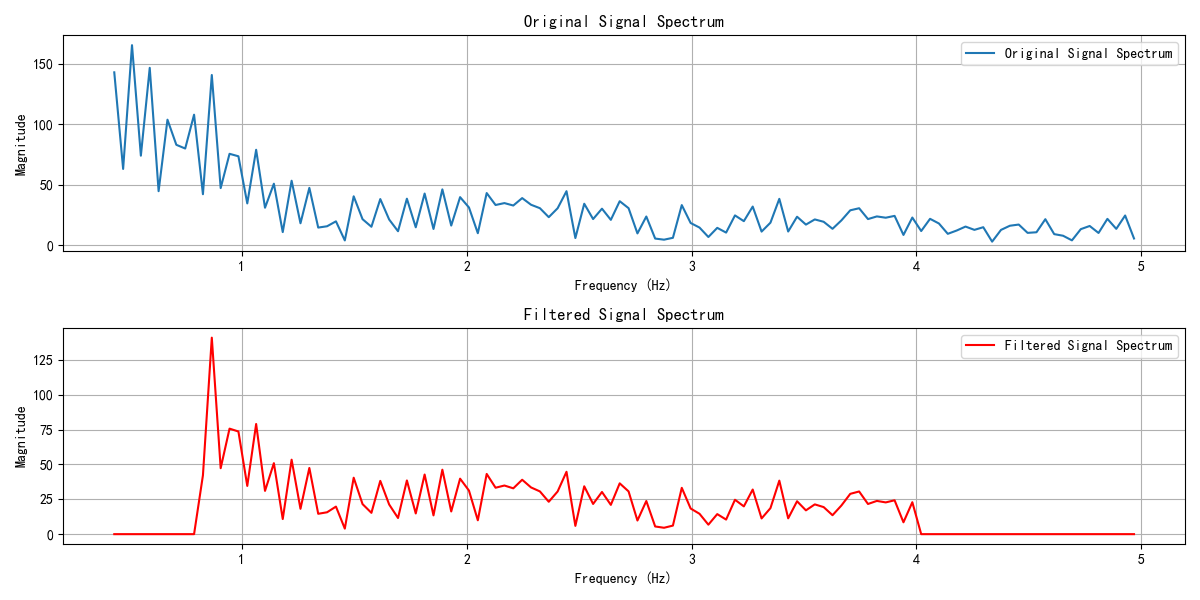 Original Signal Spectrum
Original Signal Spectrum
Magnitude
150
100
50
0
1 2 3 4 5
Frequency (Hz)
Filtered Signal Spectrum
Filtered Signal Spectrum
Magnitude
125
100
75
50
25
0
1 2 3 4 5
Frequency (Hz)